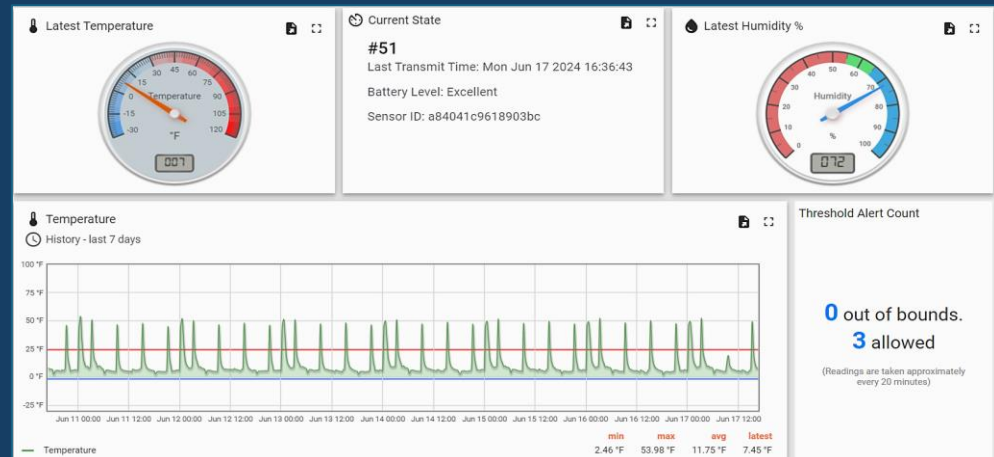 Latest Temperature
-30
-15
0
15
30
45
60
75
90
105
120
Temperature
°F
007
Current State
#51
Last Transmit Time: Mon Jun 17 2024 16:36:43
Battery Level: Excellent
Sensor ID: a84041c9618903bc
Latest Humidity %
0
10
20
30
40
50
60
70
80
90
100
Humidity
%
072
Temperature
History - last 7 days
100 °F
75 °F
50 °F
25 °F
0 °F
-25 °F
Jun 11 00:00 Jun 11 12:00 Jun 12 00:00 Jun 12 12:00 Jun 13 00:00 Jun 13 12:00 Jun 14 00:00 Jun 14 12:00 Jun 15 00:00 Jun 15 12:00 Jun 16 00:00 Jun 16 12:00 Jun 17 00:00 Jun 17 12:00
min max avg latest
Temperature 2.46 °F 53.98 °F 11.75 °F 7.45 °F
Threshold Alert Count
0 out of bounds.
3 allowed
(Readings are taken approximately
every 20 minutes)